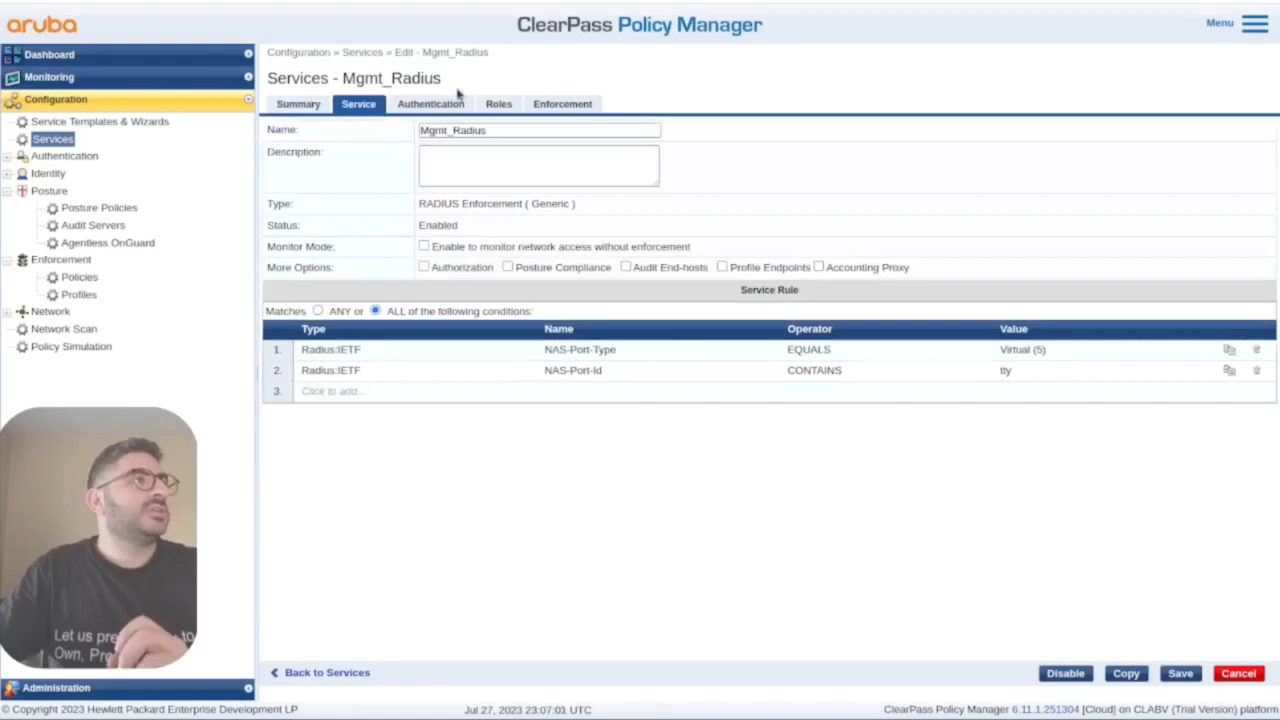 aruba
ClearPass Policy Manager
Menu
Dashboard
Monitoring
Configuration
Service Templates & Wizards
Services
Authentication
Identity
Posture
Posture Policies
Audit Servers
Agentless OnGuard
Enforcement
Policies
Profiles
Network
Network Scan
Policy Simulation
Administration
Configuration » Services » Edit - Mgmt_Radius
Services - Mgmt_Radius
Summary Service Authentication Roles Enforcement
Name: Mgmt_Radius
Description:
Type: RADIUS Enforcement ( Generic )
Status: Enabled
Monitor Mode: Enable to monitor network access without enforcement
More Options: Authorization Posture Compliance Audit End-hosts Profile Endpoints Accounting Proxy
Service Rule
Matches ANY or ALL of the following conditions:
Type Name Operator Value
1. Radius:IETF NAS-Port-Type EQUALS Virtual (5)
2. Radius:IETF NAS-Port-Id CONTAINS tty
3. Click to add...
Let us pre to
Own, Pr
Back to Services Disable Copy Save Cancel
© Copyright 2023 Hewlett Packard Enterprise Development LP Jul 27, 2023 23:07:01 UTC ClearPass Policy Manager 6.11.1.251304 [Cloud] on CLABV (Trial Version) platform